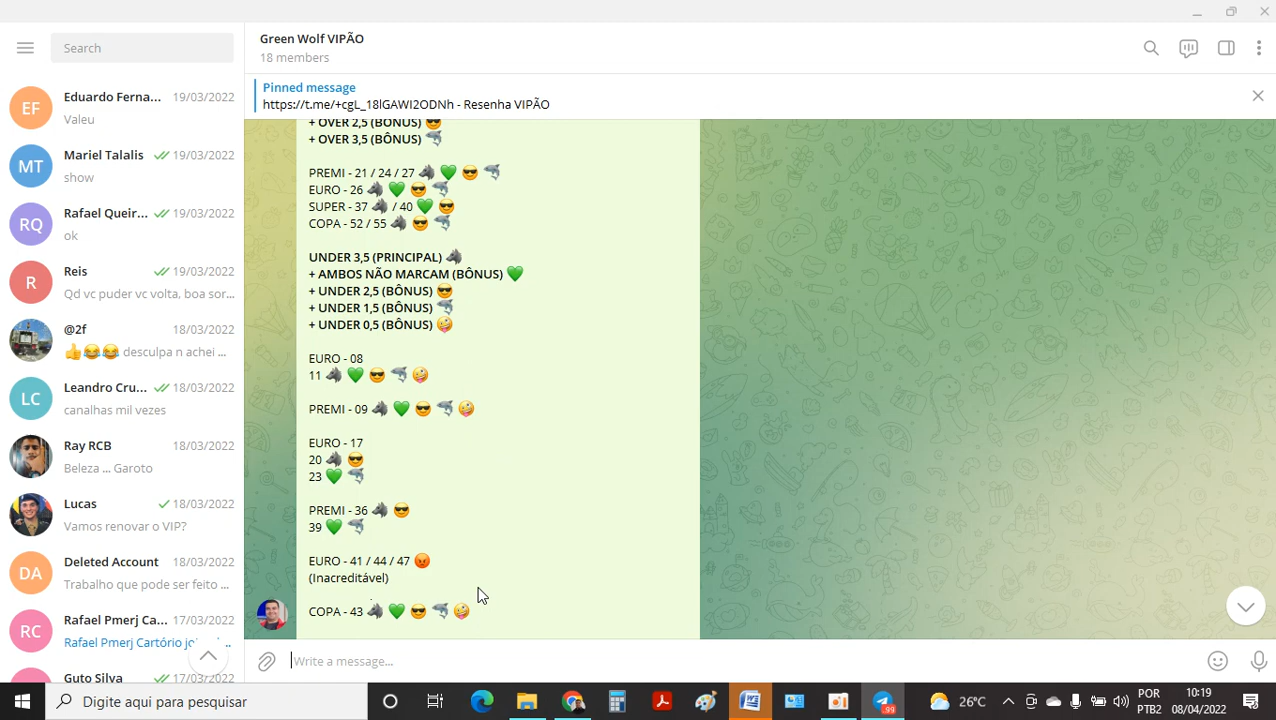 Search
EF
Eduardo Ferna... 19/03/2022
Valeu
MT
Mariel Talalis 19/03/2022
show
RQ
Rafael Queir... 19/03/2022
ok
R
Reis 19/03/2022
Qd vc puder vc volta, boa sor...
@2f 18/03/2022
👍😂😂 desculpa n achei ...
LC
Leandro Cru... 18/03/2022
canalhas mil vezes
Ray RCB 18/03/2022
Beleza ... Garoto
Lucas 18/03/2022
Vamos renovar o VIP?
DA
Deleted Account 18/03/2022
Trabalho que pode ser feito ...
RC
Rafael Pmerj Ca... 17/03/2022
Rafael Pmerj Cartório jo
Guto Silva 17/03/2022
Green Wolf VIPÃO
18 members
Pinned message
https://t.me/+cgL_18lGAWI2ODNh - Resenha VIPÃO
+ OVER 2,5 (BÔNUS) 😎
+ OVER 3,5 (BÔNUS) 🦈
PREMI - 21 / 24 / 27 🐺 💚 😎 🦈
EURO - 26 🐺 💚 😎 🦈
SUPER - 37 🐺 / 40 💚 😎
COPA - 52 / 55 🐺 😎 🦈
UNDER 3,5 (PRINCIPAL) 🐺
+ AMBOS NÃO MARCAM (BÔNUS) 💚
+ UNDER 2,5 (BÔNUS) 😎
+ UNDER 1,5 (BÔNUS) 🦈
+ UNDER 0,5 (BÔNUS) 🤪
EURO - 08
11 🐺 💚 😎 🦈 🤪
PREMI - 09 🐺 💚 😎 🦈 🤪
EURO - 17
20 🐺 😎
23 💚 🦈
PREMI - 36 🐺 😎
39 💚 🦈
EURO - 41 / 44 / 47 😡
(Inacreditável)
COPA - 43 🐺 💚 😎 🦈 🤪
Write a message...
Digite aqui para pesquisar
99
26°C
POR
PTB2
10:19
08/04/2022